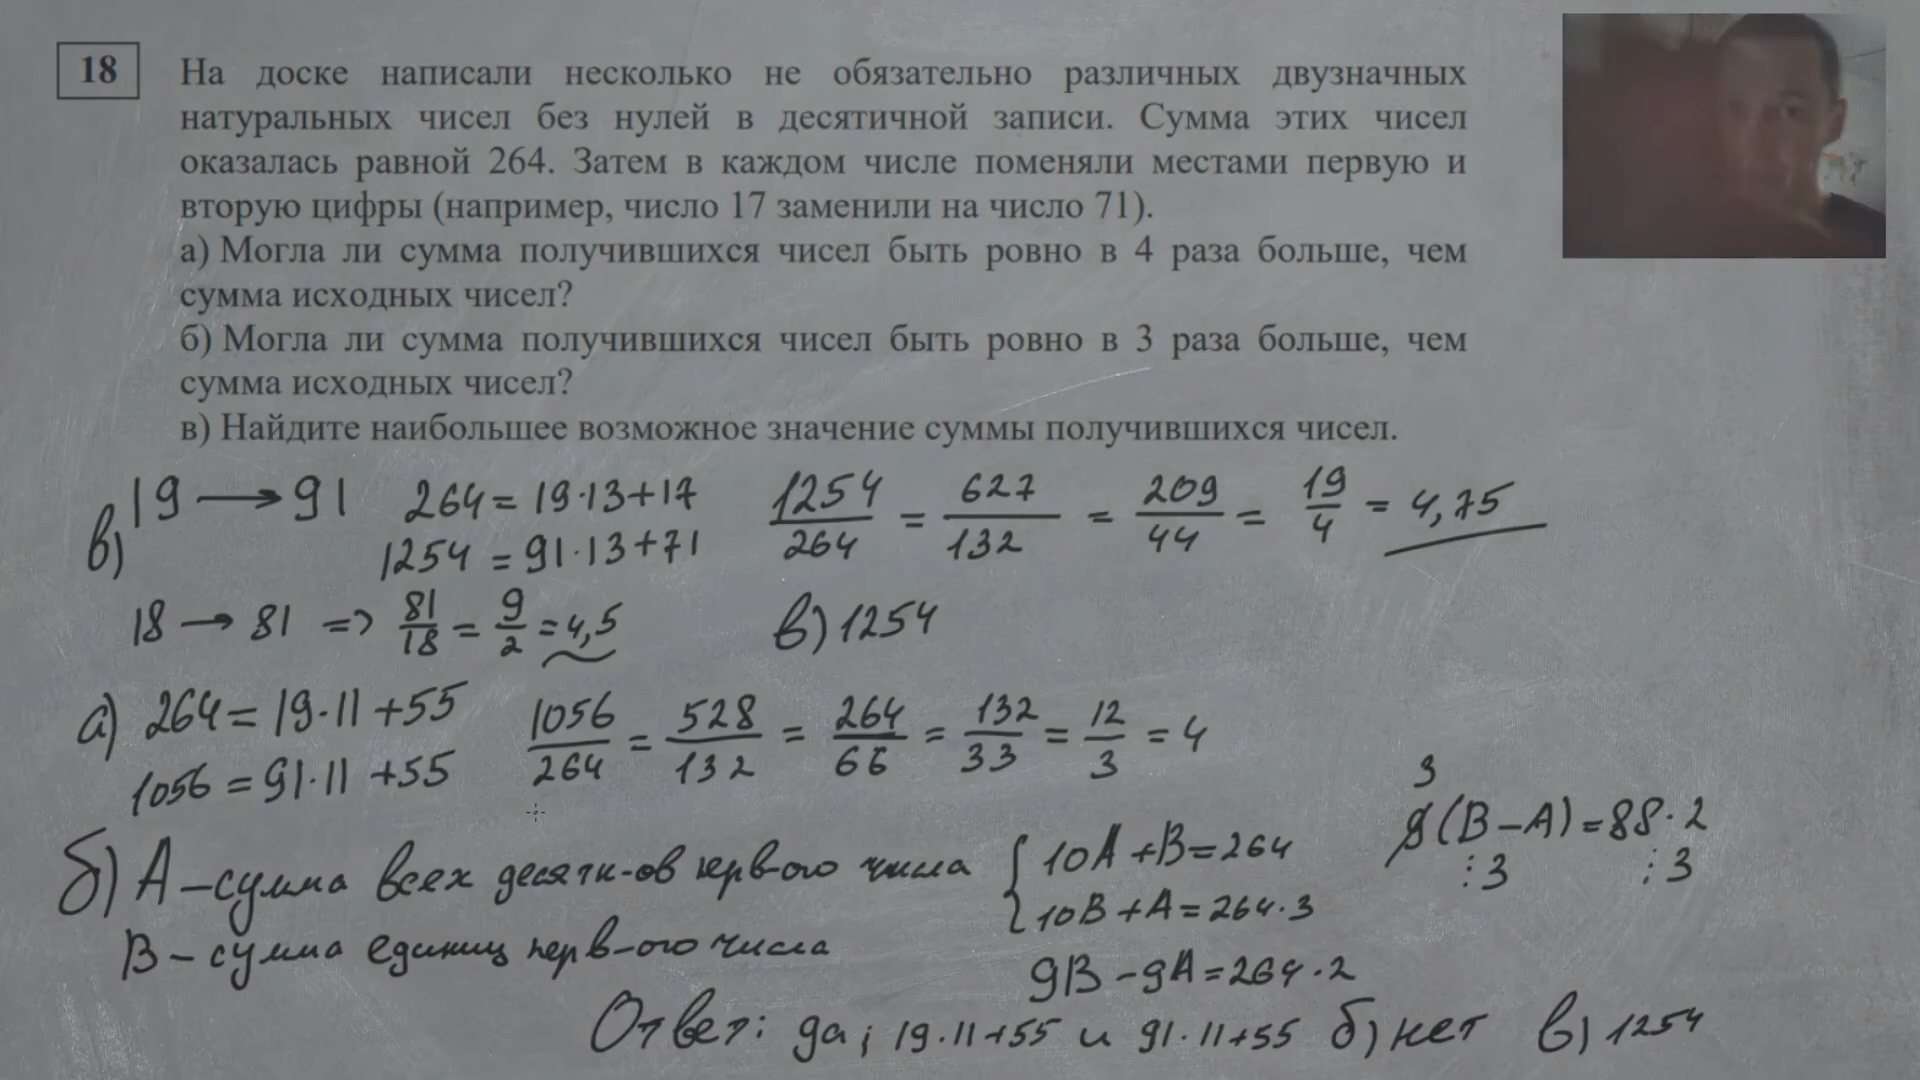 18
На доске написали несколько не обязательно различных двузначных
натуральных чисел без нулей в десятичной записи. Сумма этих чисел
оказалась равной 264. Затем в каждом числе поменяли местами первую и
вторую цифры (например, число 17 заменили на число 71).
а) Могла ли сумма получившихся чисел быть ровно в 4 раза больше, чем
сумма исходных чисел?
б) Могла ли сумма получившихся чисел быть ровно в 3 раза больше, чем
сумма исходных чисел?
в) Найдите наибольшее возможное значение суммы получившихся чисел.
в) 19 → 91 264 = 19·13+17 1254/264 = 627/132 = 209/44 = 19/4 = 4,75
1254 = 91·13+71
18 → 81 => 81/18 = 9/2 = 4,5 в) 1254
а) 264 = 19·11 +55 1056/264 = 528/132 = 264/66 = 132/33 = 12/3 = 4
1056 = 91·11 +55
б) A – сумма всех десятк-ов перв-ого числа { 10A + B = 264
B – сумма единиц перв-ого числа 10B + A = 264·3
9B – 9A = 264·2
3
9(B – A) = 88·2
⋮3 ⋮3
Ответ: да; 19·11+55 и 91·11+55 б) нет в) 1254